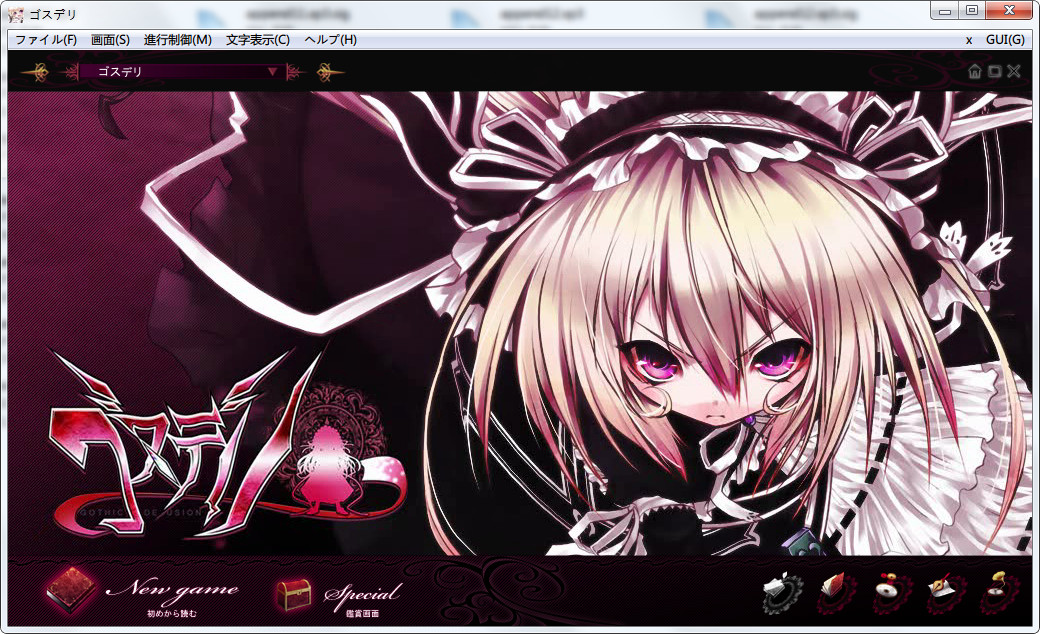 ゴスデリ
ファイル(F) 画面(S) 進行制御(M) 文字表示(C) ヘルプ(H) x GUI(G)
ゴスデリ
ゴスデリ
GOTHIC DELUSION
New game
初めから読む
Special
鑑賞画面